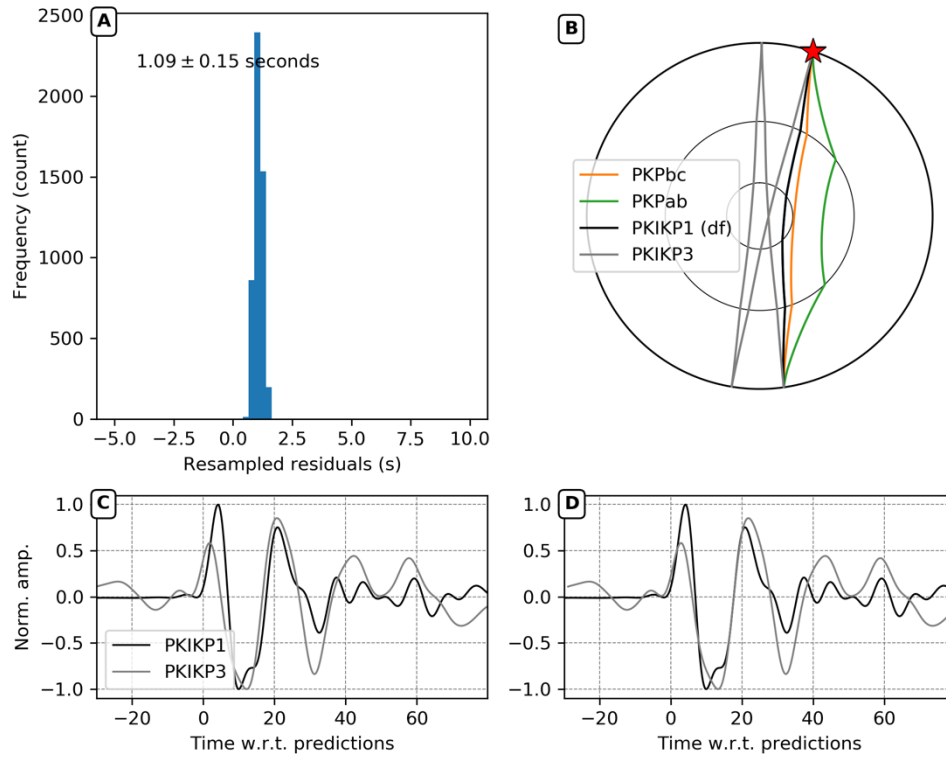 A
1.09 ± 0.15 seconds
2500
2000
1500
1000
500
0
Frequency (count)
−5.0 −2.5 0.0 2.5 5.0 7.5 10.0
Resampled residuals (s)
B
PKPbc
PKPab
PKIKP1 (df)
PKIKP3
C
1.0
0.5
0.0
−0.5
−1.0
Norm. amp.
PKIKP1
PKIKP3
−20 0 20 40 60
Time w.r.t. predictions
D
1.0
0.5
0.0
−0.5
−1.0
−20 0 20 40 60
Time w.r.t. predictions